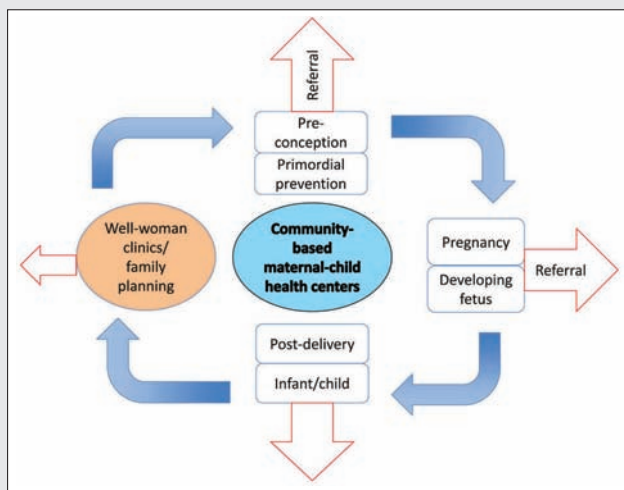 Referral
Pre-
conception
Primordial
prevention
Well-woman
clinics/
family
planning
Community-
based
maternal-child
health centers
Pregnancy
Developing
fetus
Referral
Post-delivery
Infant/child